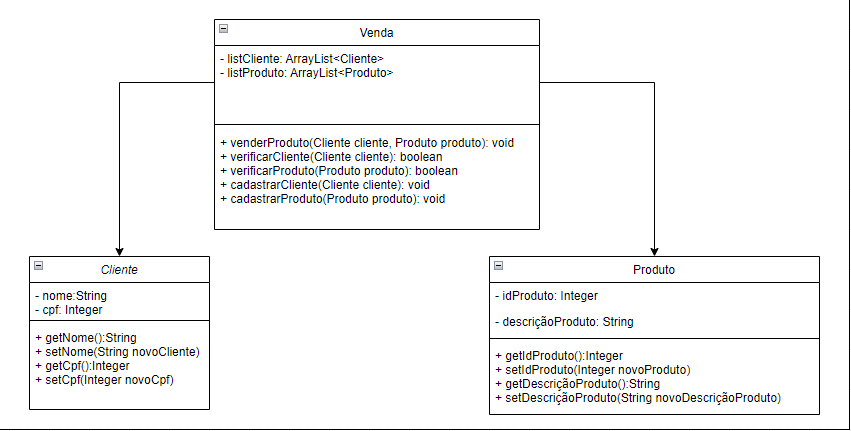 Venda
- listCliente: ArrayList<Cliente>
- listProduto: ArrayList<Produto>
+ venderProduto(Cliente cliente, Produto produto): void
+ verificarCliente(Cliente cliente): boolean
+ verificarProduto(Produto produto): boolean
+ cadastrarCliente(Cliente cliente): void
+ cadastrarProduto(Produto produto): void
Cliente
- nome:String
- cpf: Integer
+ getNome():String
+ setNome(String novoCliente)
+ getCpf():Integer
+ setCpf(Integer novoCpf)
Produto
- idProduto: Integer
- descriçãoProduto: String
+ getIdProduto():Integer
+ setIdProduto(Integer novoProduto)
+ getDescriçãoProduto():String
+ setDescriçãoProduto(String novoDescriçãoProduto)